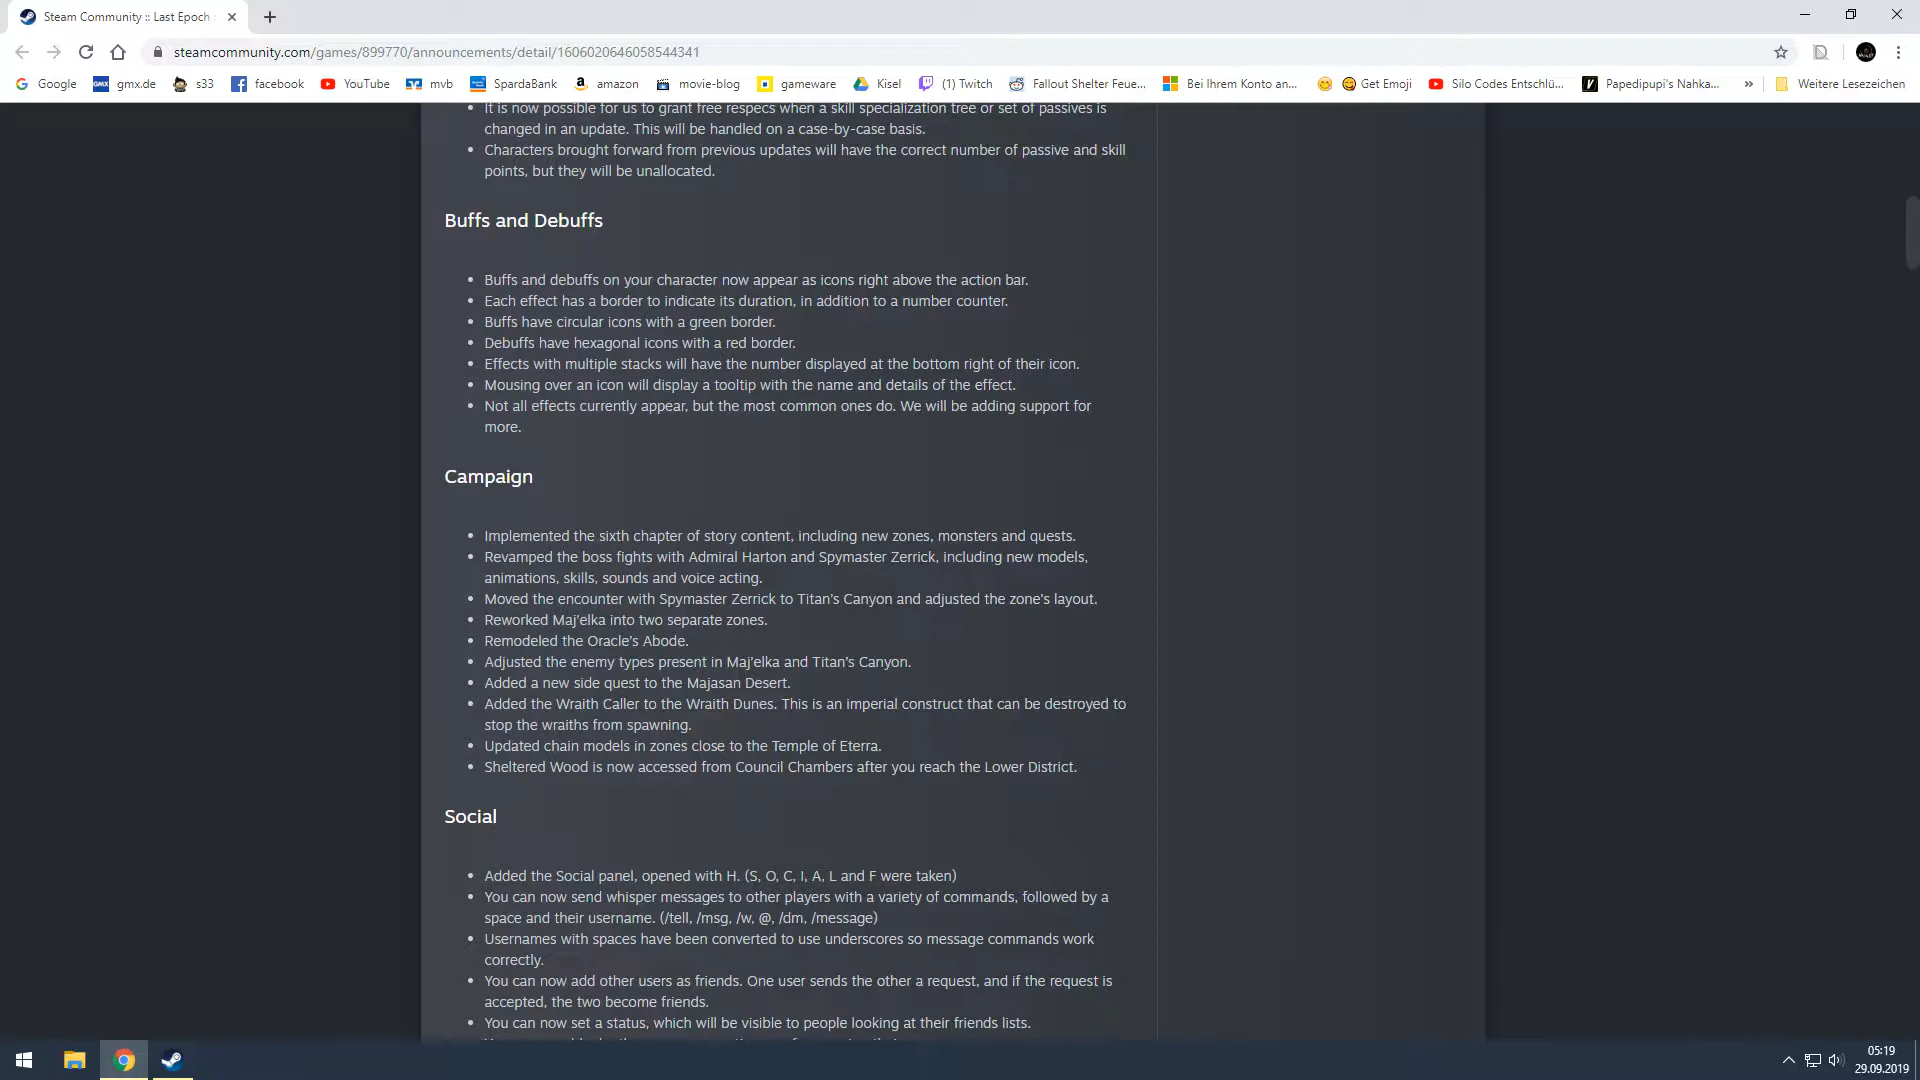 Steam Community :: Last Epoch
steamcommunity.com/games/899770/announcements/detail/1606020646058544341
Google
GMX gmx.de
s33
facebook
YouTube
mvb
SpardaBank
amazon
movie-blog
gameware
Kisel
(1) Twitch
Fallout Shelter Feue...
Bei Ihrem Konto an...
Get Emoji
Silo Codes Entschlü...
Papedipupi's Nahka...
»
Weitere Lesezeichen
It is now possible for us to grant free respecs when a skill specialization tree or set of passives is
changed in an update. This will be handled on a case-by-case basis.
Characters brought forward from previous updates will have the correct number of passive and skill
points, but they will be unallocated.
Buffs and Debuffs
Buffs and debuffs on your character now appear as icons right above the action bar.
Each effect has a border to indicate its duration, in addition to a number counter.
Buffs have circular icons with a green border.
Debuffs have hexagonal icons with a red border.
Effects with multiple stacks will have the number displayed at the bottom right of their icon.
Mousing over an icon will display a tooltip with the name and details of the effect.
Not all effects currently appear, but the most common ones do. We will be adding support for
more.
Campaign
Implemented the sixth chapter of story content, including new zones, monsters and quests.
Revamped the boss fights with Admiral Harton and Spymaster Zerrick, including new models,
animations, skills, sounds and voice acting.
Moved the encounter with Spymaster Zerrick to Titan's Canyon and adjusted the zone's layout.
Reworked Maj'elka into two separate zones.
Remodeled the Oracle's Abode.
Adjusted the enemy types present in Maj'elka and Titan's Canyon.
Added a new side quest to the Majasan Desert.
Added the Wraith Caller to the Wraith Dunes. This is an imperial construct that can be destroyed to
stop the wraiths from spawning.
Updated chain models in zones close to the Temple of Eterra.
Sheltered Wood is now accessed from Council Chambers after you reach the Lower District.
Social
Added the Social panel, opened with H. (S, O, C, I, A, L and F were taken)
You can now send whisper messages to other players with a variety of commands, followed by a
space and their username. (/tell, /msg, /w, @, /dm, /message)
Usernames with spaces have been converted to use underscores so message commands work
correctly.
You can now add other users as friends. One user sends the other a request, and if the request is
accepted, the two become friends.
You can now set a status, which will be visible to people looking at their friends lists.
05:19
29.09.2019